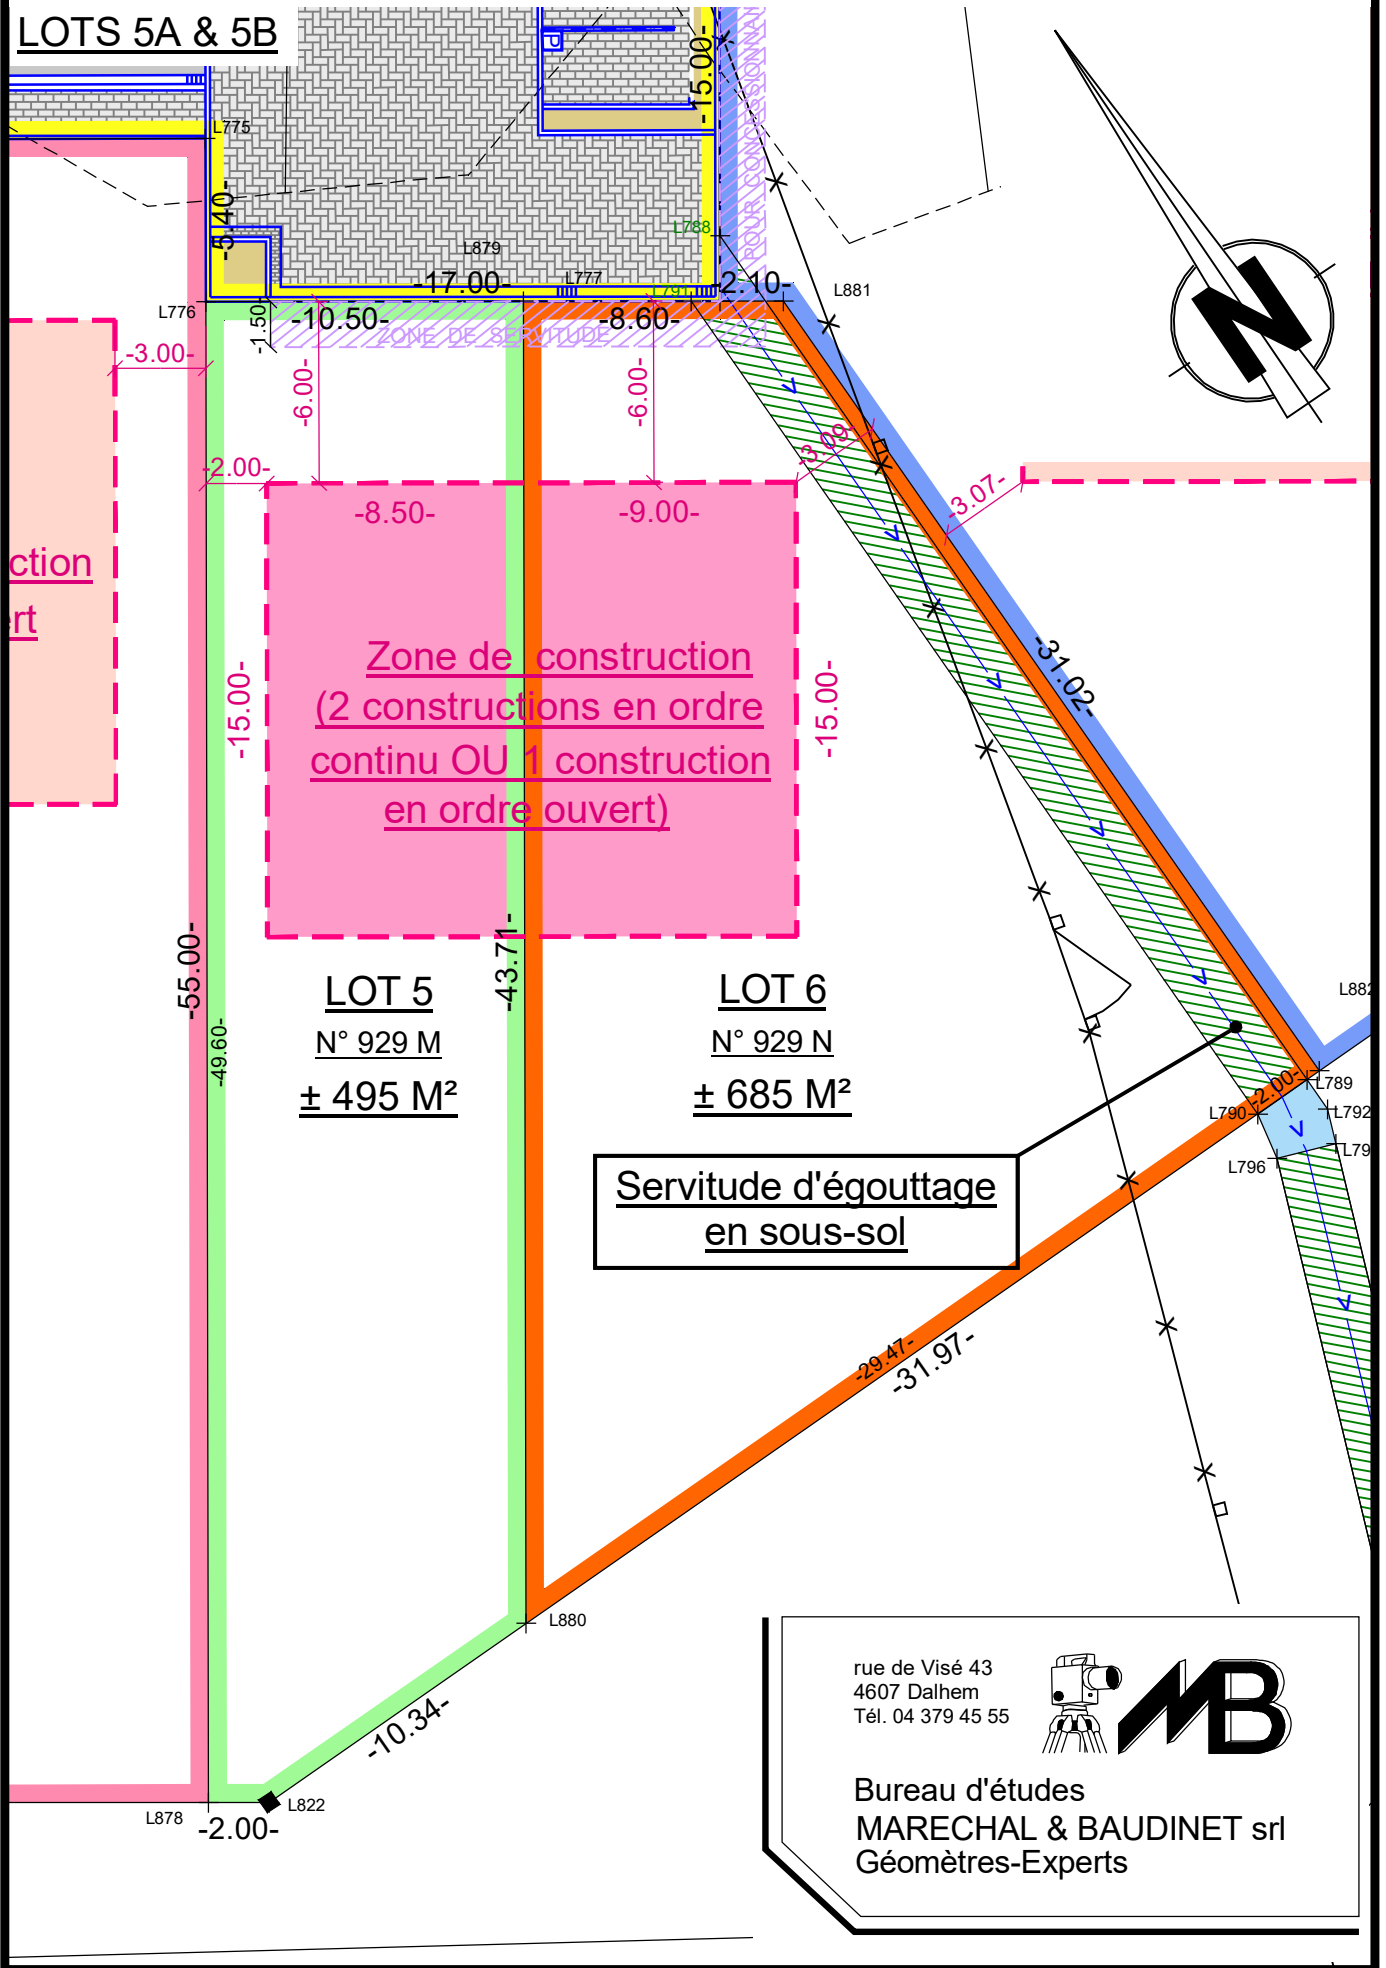 LOTS 5A & 5B
P
-15.00-
POUR CONCESSIONNAI
L775
-5.40-
L788
L879
L777
-17.00-
L791
-2.10-
L881
L776
-1.50-
-10.50-
-8.60-
ZONE DE SERVITUDE
N
-3.00-
-6.00-
-6.00-
-2.00-
-3.09-
-3.07-
-8.50-
-9.00-
ction
ert
Zone de construction
(2 constructions en ordre
continu OU 1 construction
en ordre ouvert)
-15.00-
-15.00-
-31.02-
-55.00-
-43.71-
-49.60-
LOT 5
N° 929 M
± 495 M²
LOT 6
N° 929 N
± 685 M²
L882
-2.00-
L789
L790
L792
L79
L796
Servitude d'égouttage
en sous-sol
-29.47-
-31.97-
L880
-10.34-
L878
L822
-2.00-
rue de Visé 43
4607 Dalhem
Tél. 04 379 45 55
MB
Bureau d'études
MARECHAL & BAUDINET srl
Géomètres-Experts